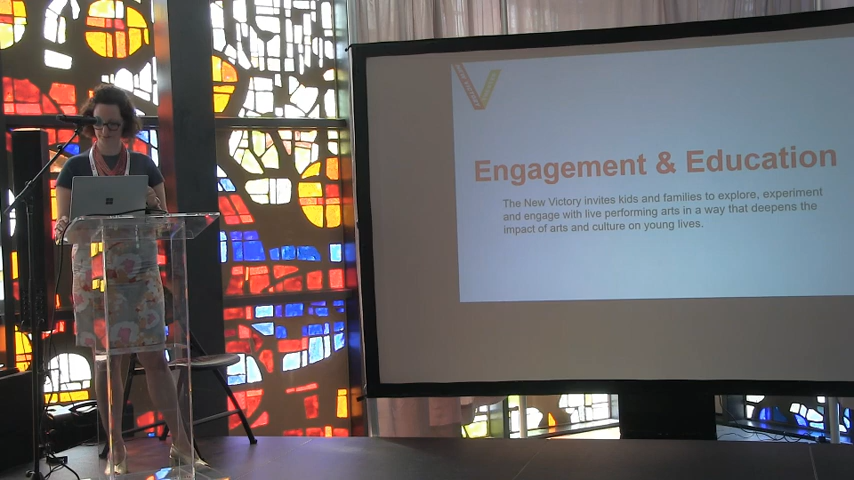 Engagement & Education
The New Victory invites kids and families to explore, experiment
and engage with live performing arts in a way that deepens the
impact of arts and culture on young lives.